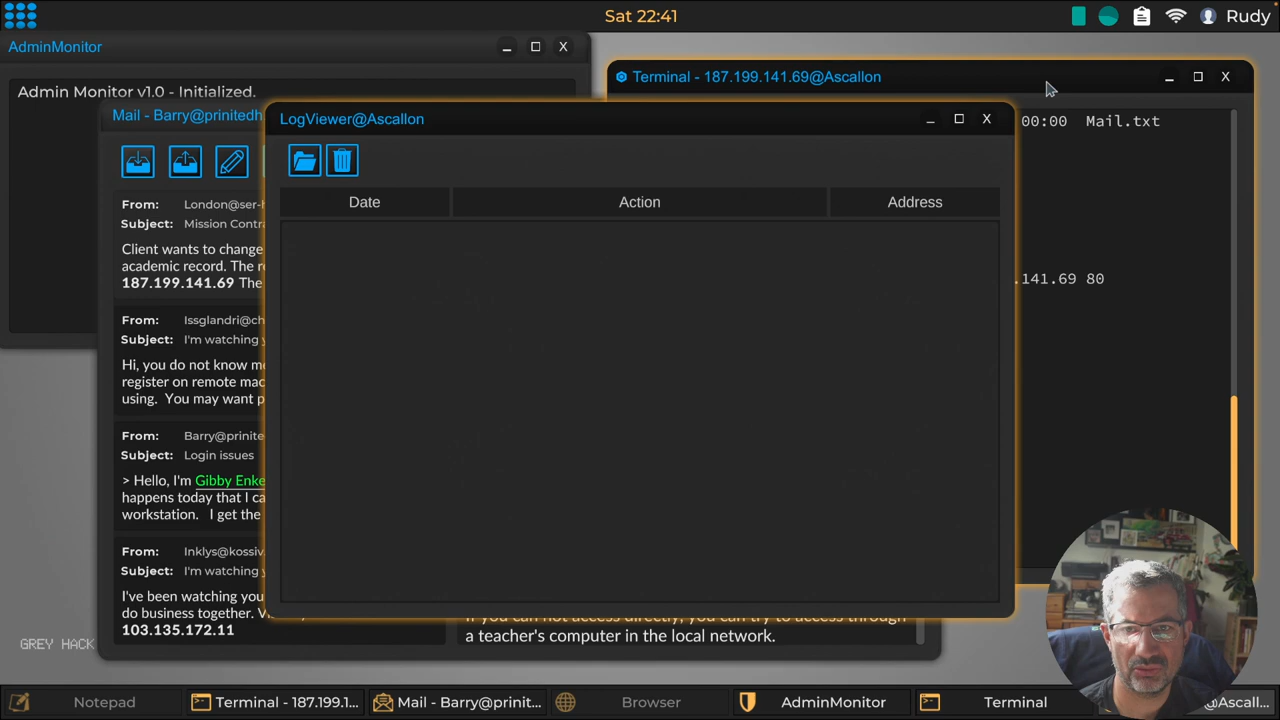 Sat 22:41
Rudy
AdminMonitor
Admin Monitor v1.0 - Initialized.
Terminal - 187.199.141.69@Ascallon
00:00 Mail.txt
.141.69 80
Mail - Barry@prinitedh
From: London@ser-h
Subject: Mission Contra
Client wants to change
academic record. The re
187.199.141.69 The
From: Issglandri@ch
Subject: I'm watching y
Hi, you do not know me
register on remote mac
using. You may want p
From: Barry@prinite
Subject: Login issues
> Hello, I'm Gibby Enke
happens today that I ca
workstation. I get the
From: Inklys@kossiv
Subject: I'm watching y
I've been watching you
do business together. Vi
103.135.172.11
LogViewer@Ascallon
Date Action Address
If you can not access directly, you can try to access through
a teacher's computer in the local network.
GREY HACK
Notepad
Terminal - 187.199.1...
Mail - Barry@prinit...
Browser
AdminMonitor
Terminal
@Ascall...